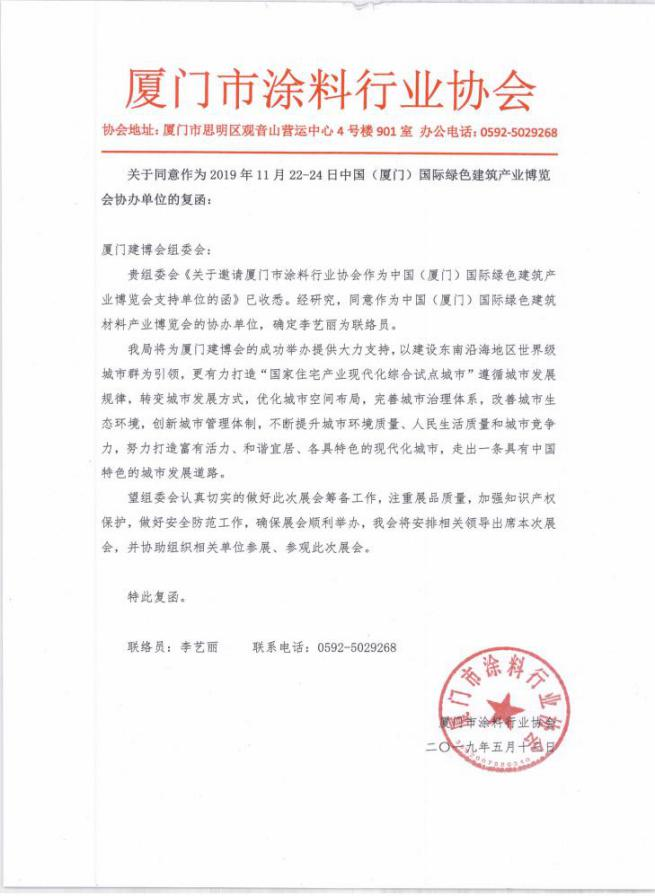 厦门市涂料行业协会
协会地址：厦门市思明区观音山营运中心 4 号楼 901 室 办公电话：0592-5029268
关于同意作为 2019 年 11 月 22-24 日中国（厦门）国际绿色建筑产业博览
会协办单位的复函：
厦门建博会组委会：
贵组委会《关于邀请厦门市涂料行业协会作为中国（厦门）国际绿色建筑产
业博览会支持单位的函》已收悉。经研究，同意作为中国（厦门）国际绿色建筑
材料产业博览会的协办单位，确定李艺丽为联络员。
我局将为厦门建博会的成功举办提供大力支持，以建设东南沿海地区世界级
城市群为引领，更有力打造“国家住宅产业现代化综合试点城市”遵循城市发展
规律，转变城市发展方式，优化城市空间布局，完善城市治理体系，改善城市生
态环境，创新城市管理体制，不断提升城市环境质量、人民生活质量和城市竞争
力，努力打造富有活力、和谐宜居、各具特色的现代化城市，走出一条具有中国
特色的城市发展道路。
望组委会认真切实的做好此次展会筹备工作，注重展品质量，加强知识产权
保护，做好安全防范工作，确保展会顺利举办，我会将安排相关领导出席本次展
会，并协助组织相关单位参展、参观此次展会。
特此复函。
联络员：李艺丽 联系电话：0592-5029268
厦门市涂料行业协会
厦门市涂料行业协会
二〇一九年五月十日